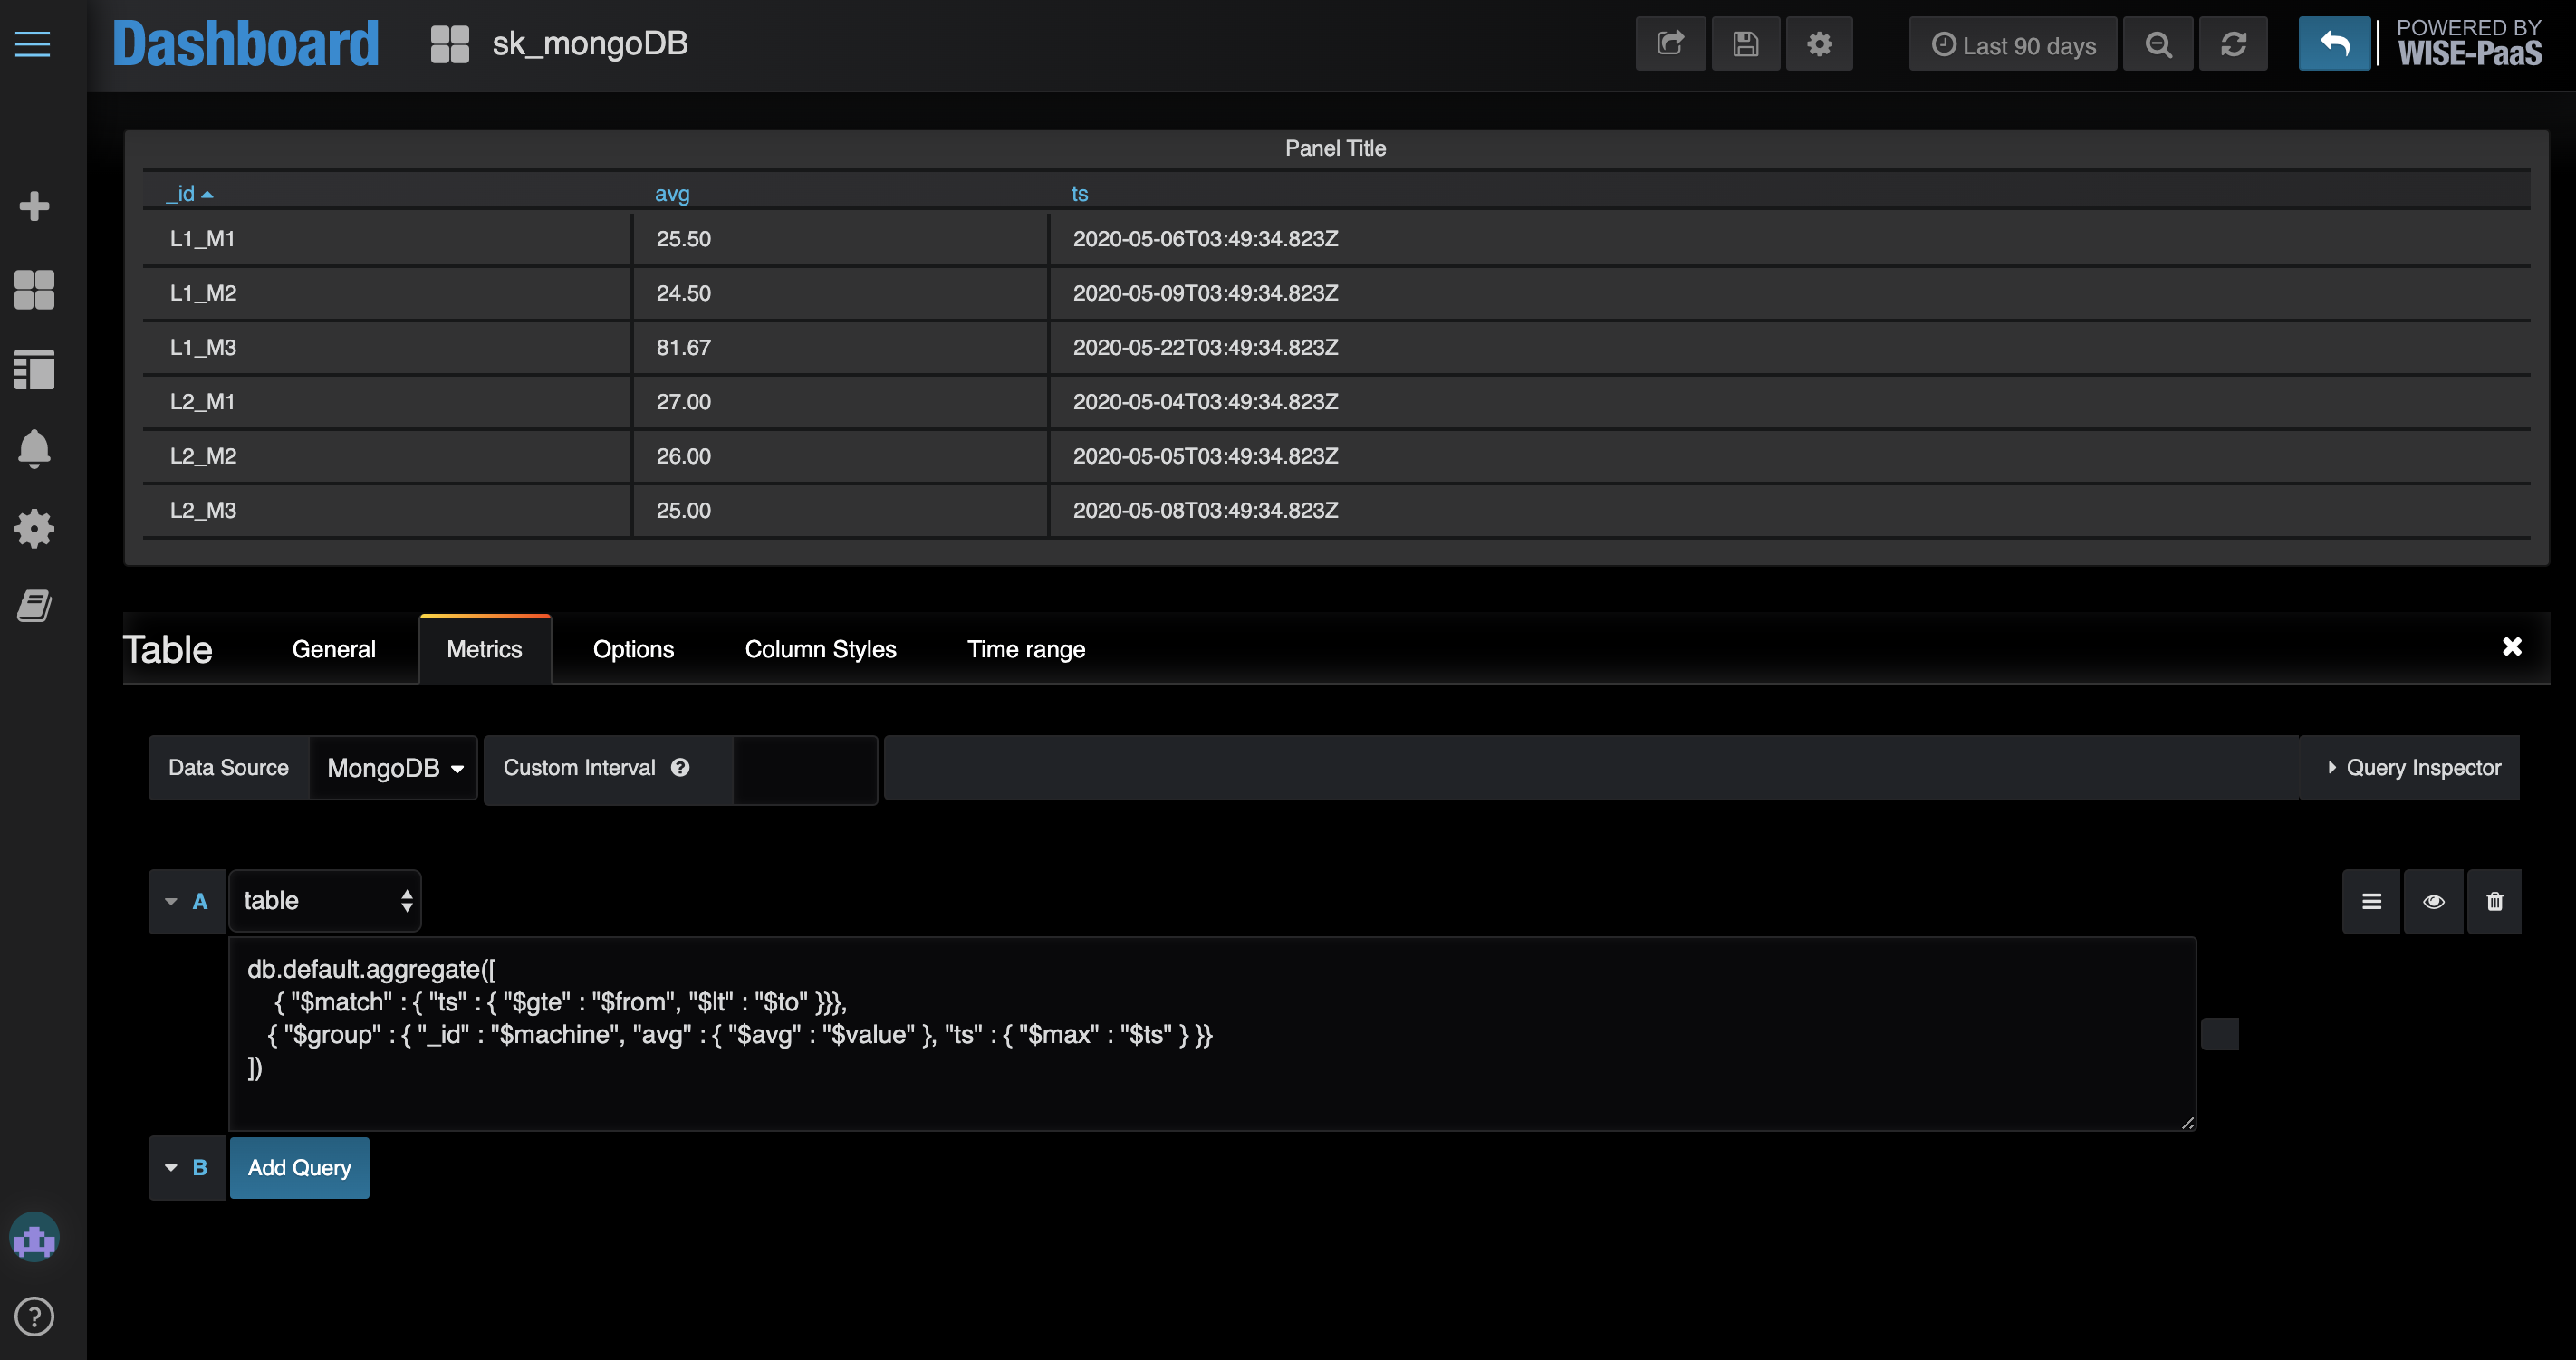 Dashboard sk_mongoDB Last 90 days POWERED BY
WISE-PaaS
Panel Title
_id avg ts
L1_M1 25.50 2020-05-06T03:49:34.823Z
L1_M2 24.50 2020-05-09T03:49:34.823Z
L1_M3 81.67 2020-05-22T03:49:34.823Z
L2_M1 27.00 2020-05-04T03:49:34.823Z
L2_M2 26.00 2020-05-05T03:49:34.823Z
L2_M3 25.00 2020-05-08T03:49:34.823Z
Table General Metrics Options Column Styles Time range
Data Source MongoDB Custom Interval ? Query Inspector
A table
db.default.aggregate([
{ "$match" : { "ts" : { "$gte" : "$from", "$lt" : "$to" }}},
{ "$group" : { "_id" : "$machine", "avg" : { "$avg" : "$value" }, "ts" : { "$max" : "$ts" } }}
])
B Add Query
?